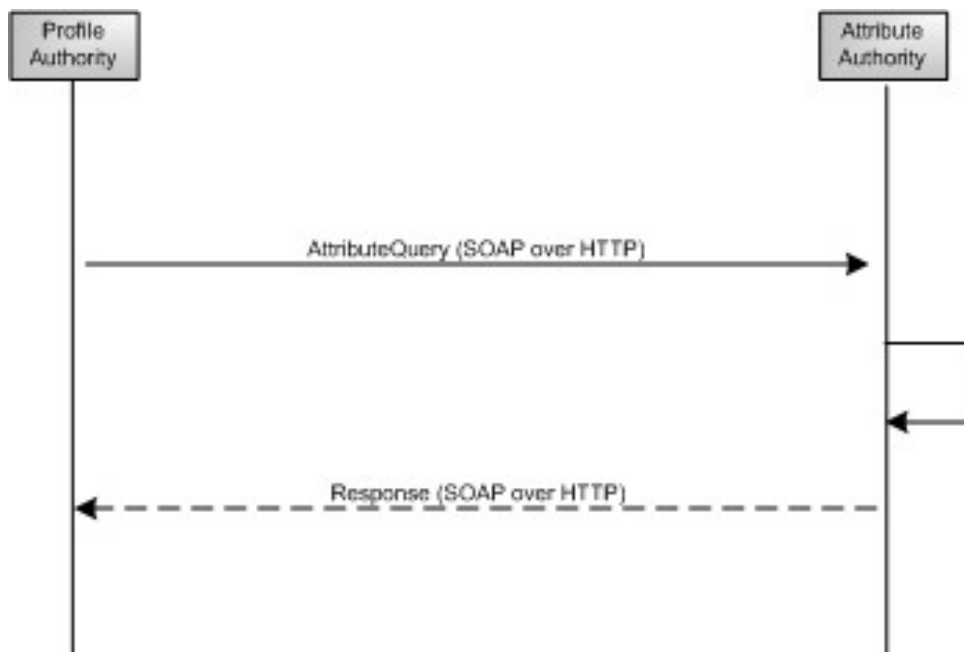 Profile
Authority
Attribute
Authority
AttributeQuery (SOAP over HTTP)
Response (SOAP over HTTP)